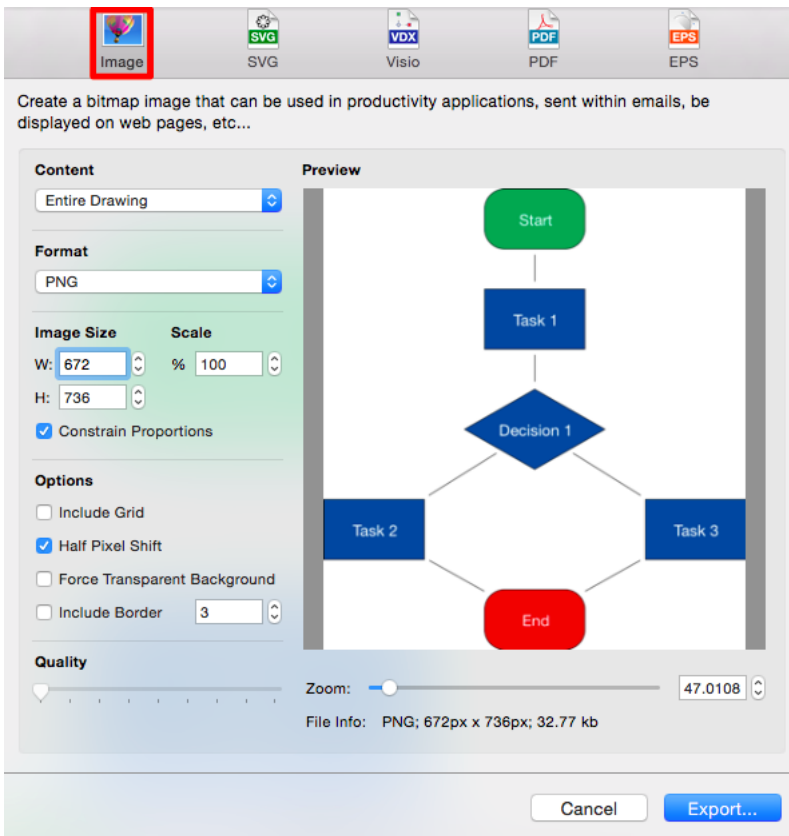 SVG
VDX
PDF
EPS
Image
SVG
Visio
PDF
EPS
Create a bitmap image that can be used in productivity applications, sent within emails, be
displayed on web pages, etc...
Content
Entire Drawing
Format
PNG
Image Size Scale
W: 672 % 100
H: 736
Constrain Proportions
Options
Include Grid
Half Pixel Shift
Force Transparent Background
Include Border 3
Quality
Preview
Start
Task 1
Decision 1
Task 2
Task 3
End
Zoom: 47.0108
File Info: PNG; 672px x 736px; 32.77 kb
Cancel
Export...